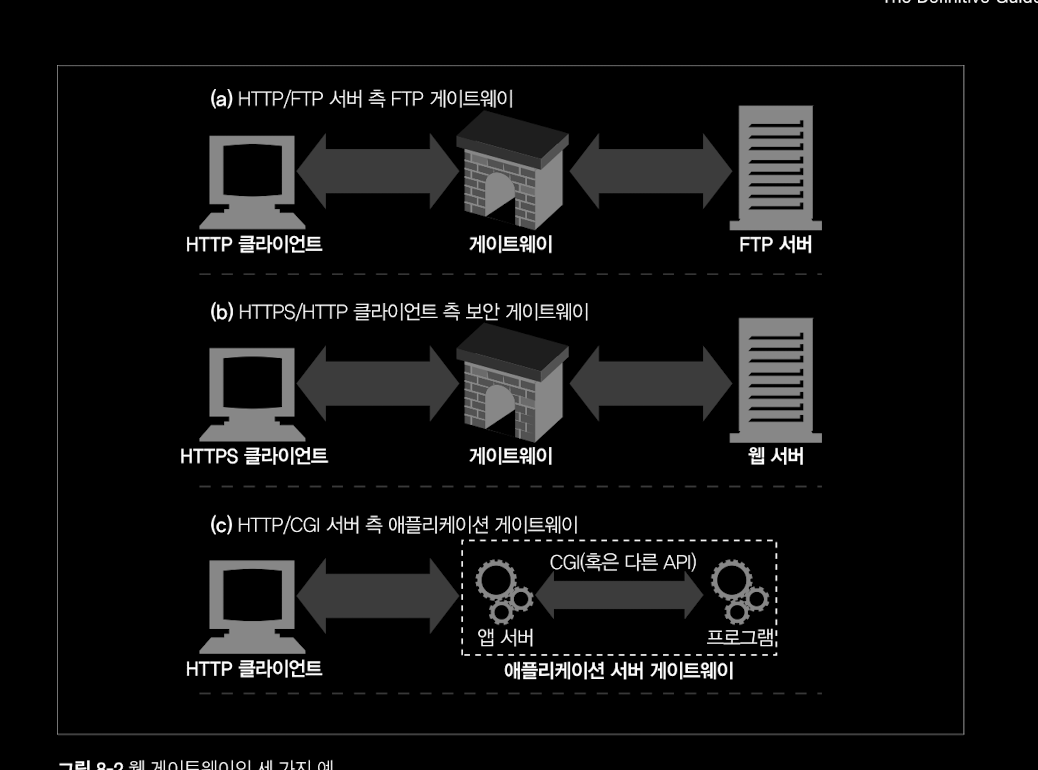 The Definitive Guide
(a) HTTP/FTP 서버 측 FTP 게이트웨이
HTTP 클라이언트
게이트웨이
FTP 서버
(b) HTTPS/HTTP 클라이언트 측 보안 게이트웨이
HTTPS 클라이언트
게이트웨이
웹 서버
(c) HTTP/CGI 서버 측 애플리케이션 게이트웨이
CGI(혹은 다른 API)
앱 서버
프로그램
HTTP 클라이언트
애플리케이션 서버 게이트웨이
그림 8-2 웹 게이트웨이의 세 가지 예